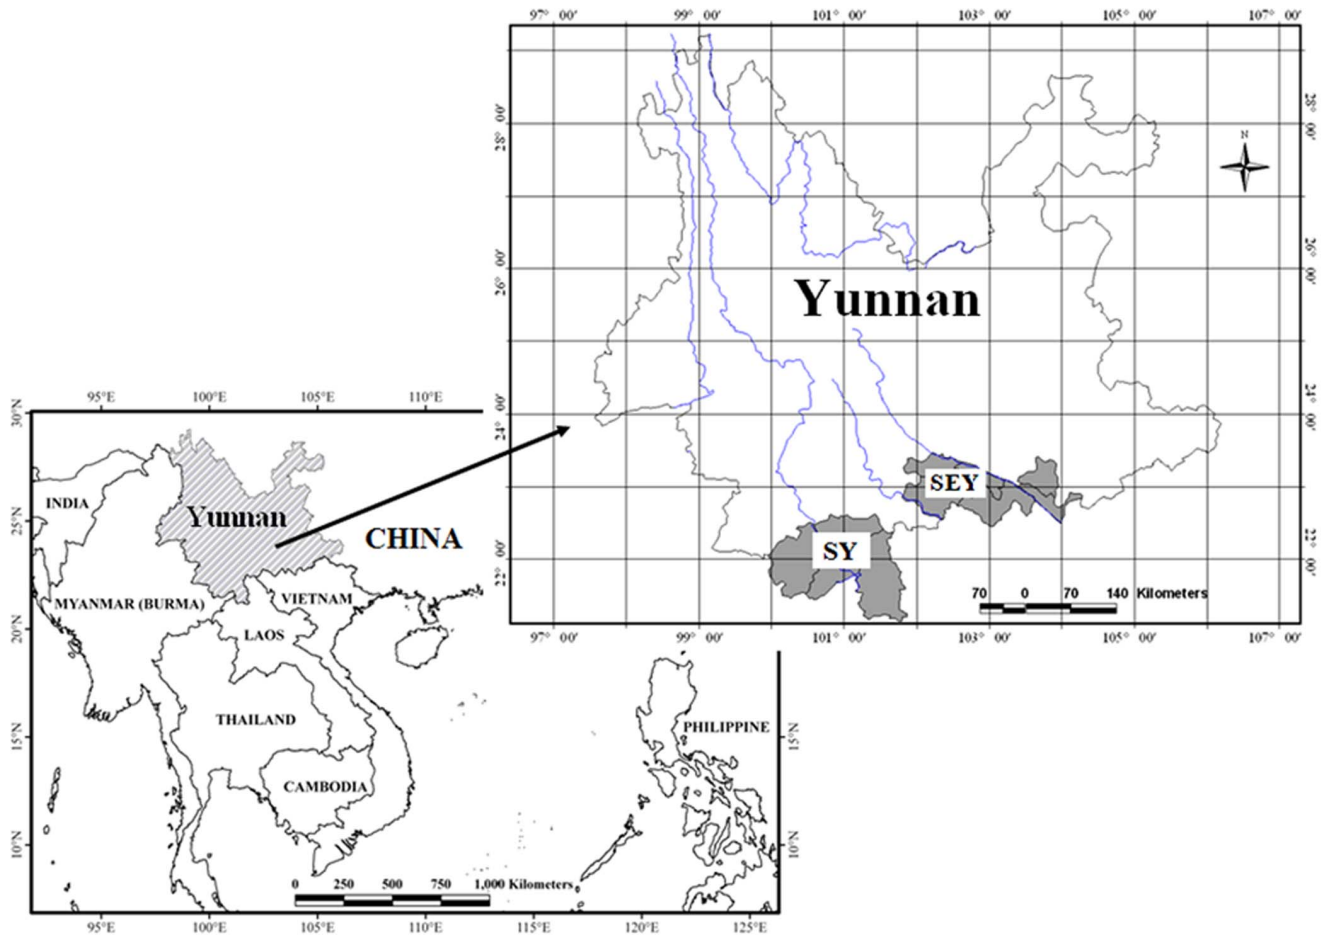 97° 00' 99° 00' 101° 00' 103° 00' 105° 00' 107° 00'
28° 00'
28° 00'
N
26° 00'
26° 00'
Yunnan
24° 00'
24° 00'
SEY
SY
22° 00'
22° 00'
70 0 70 140 Kilometers
97° 00' 99° 00' 101° 00' 103° 00' 105° 00' 107° 00'
95°E 100°E 105°E 110°E
30°N
INDIA
Yunnan
25°N
CHINA
MYANMAR (BURMA)
VIETNAM
20°N
LAOS
THAILAND
PHILIPPINE
15°N
15°N
CAMBODIA
10°N
10°N
0 250 500 750 1,000 Kilometers
95°E 100°E 105°E 110°E 115°E 120°E 125°E